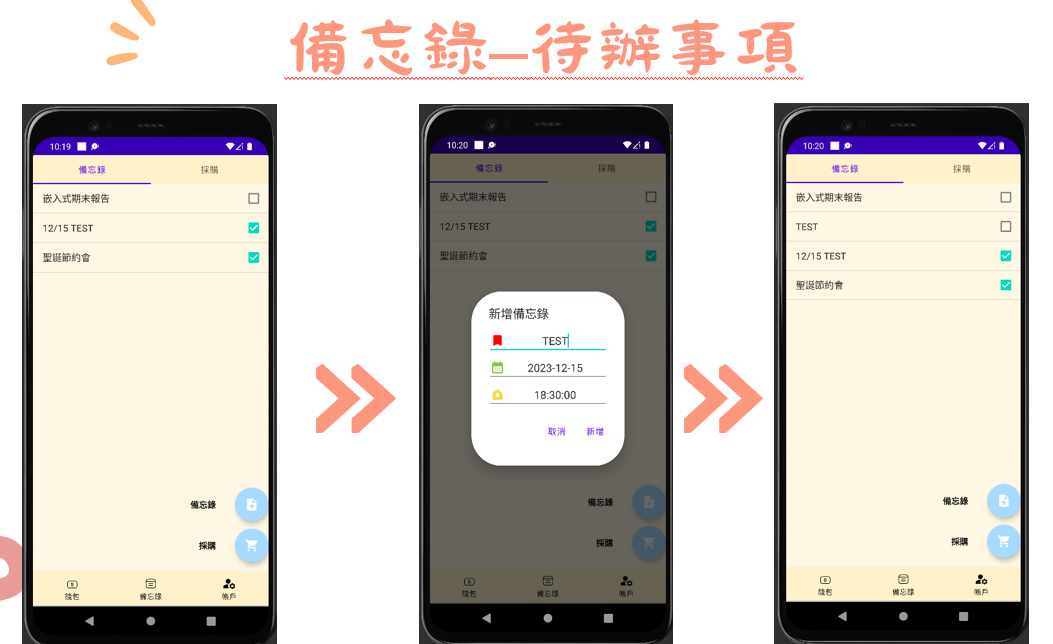 備忘錄—待辦事項
10:19
備忘錄 採購
嵌入式期末報告
12/15 TEST
聖誕節約會
備忘錄
採購
錢包 備忘錄 帳戶
10:20
備忘錄 採購
嵌入式期末報告
12/15 TEST
聖誕節約會
新增備忘錄
TEST
2023-12-15
18:30:00
取消 新增
備忘錄
採購
錢包 備忘錄 帳戶
10:20
備忘錄 採購
嵌入式期末報告
TEST
12/15 TEST
聖誕節約會
備忘錄
採購
錢包 備忘錄 帳戶